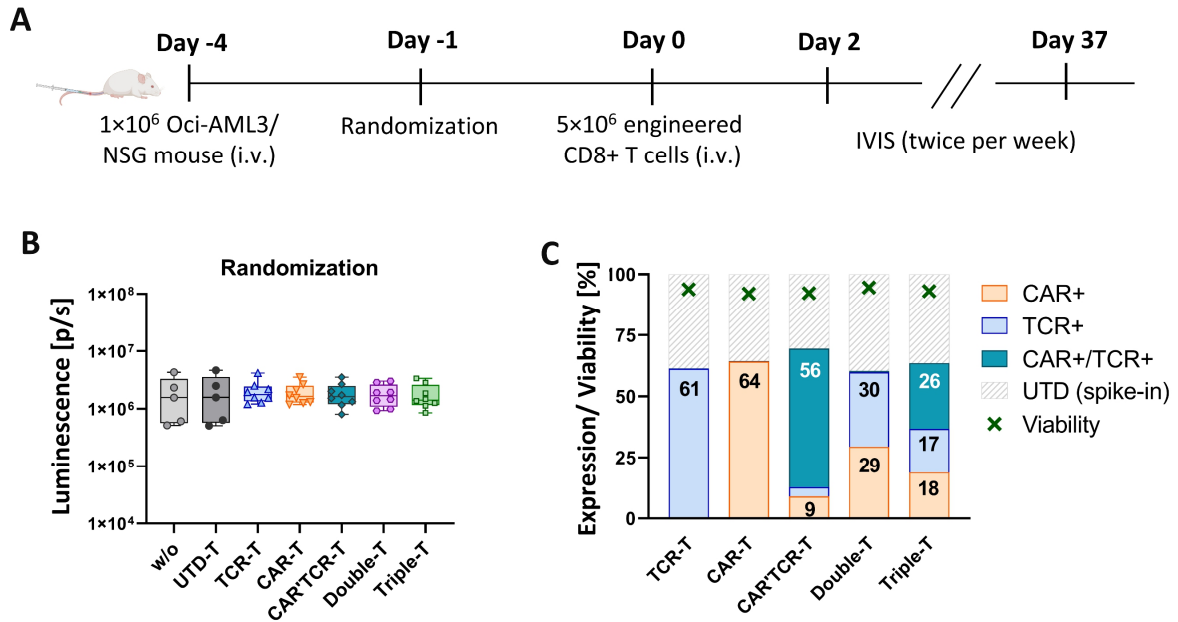 A
Day -4
Day -1
Day 0
Day 2
Day 37
1×10⁶ Oci-AML3/
NSG mouse (i.v.)
Randomization
5×10⁶ engineered
CD8+ T cells (i.v.)
IVIS (twice per week)
B
Randomization
Luminescence [p/s]
1×10⁸
1×10⁷
1×10⁶
1×10⁵
1×10⁴
w/o
UTD-T
TCR-T
CAR-T
CAR'TCR-T
Double-T
Triple-T
C
Expression/ Viability [%]
100
75
50
25
0
61
64
56
9
30
29
26
17
18
TCR-T
CAR-T
CAR'TCR-T
Double-T
Triple-T
CAR+
TCR+
CAR+/TCR+
UTD (spike-in)
Viability